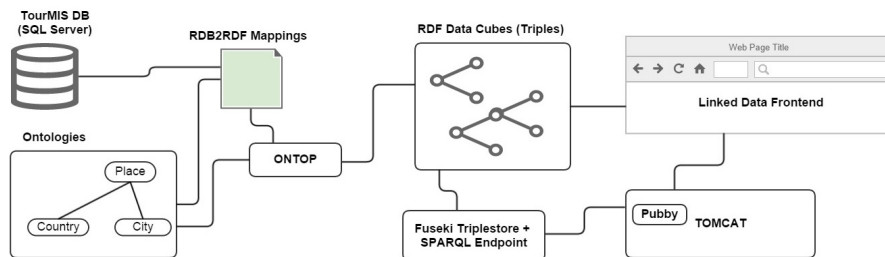 TourMIS DB
(SQL Server)
RDB2RDF Mappings
RDF Data Cubes (Triples)
Web Page Title
Linked Data Frontend
Ontologies
Place
Country
City
ONTOP
Fuseki Triplestore +
SPARQL Endpoint
Pubby
TOMCAT